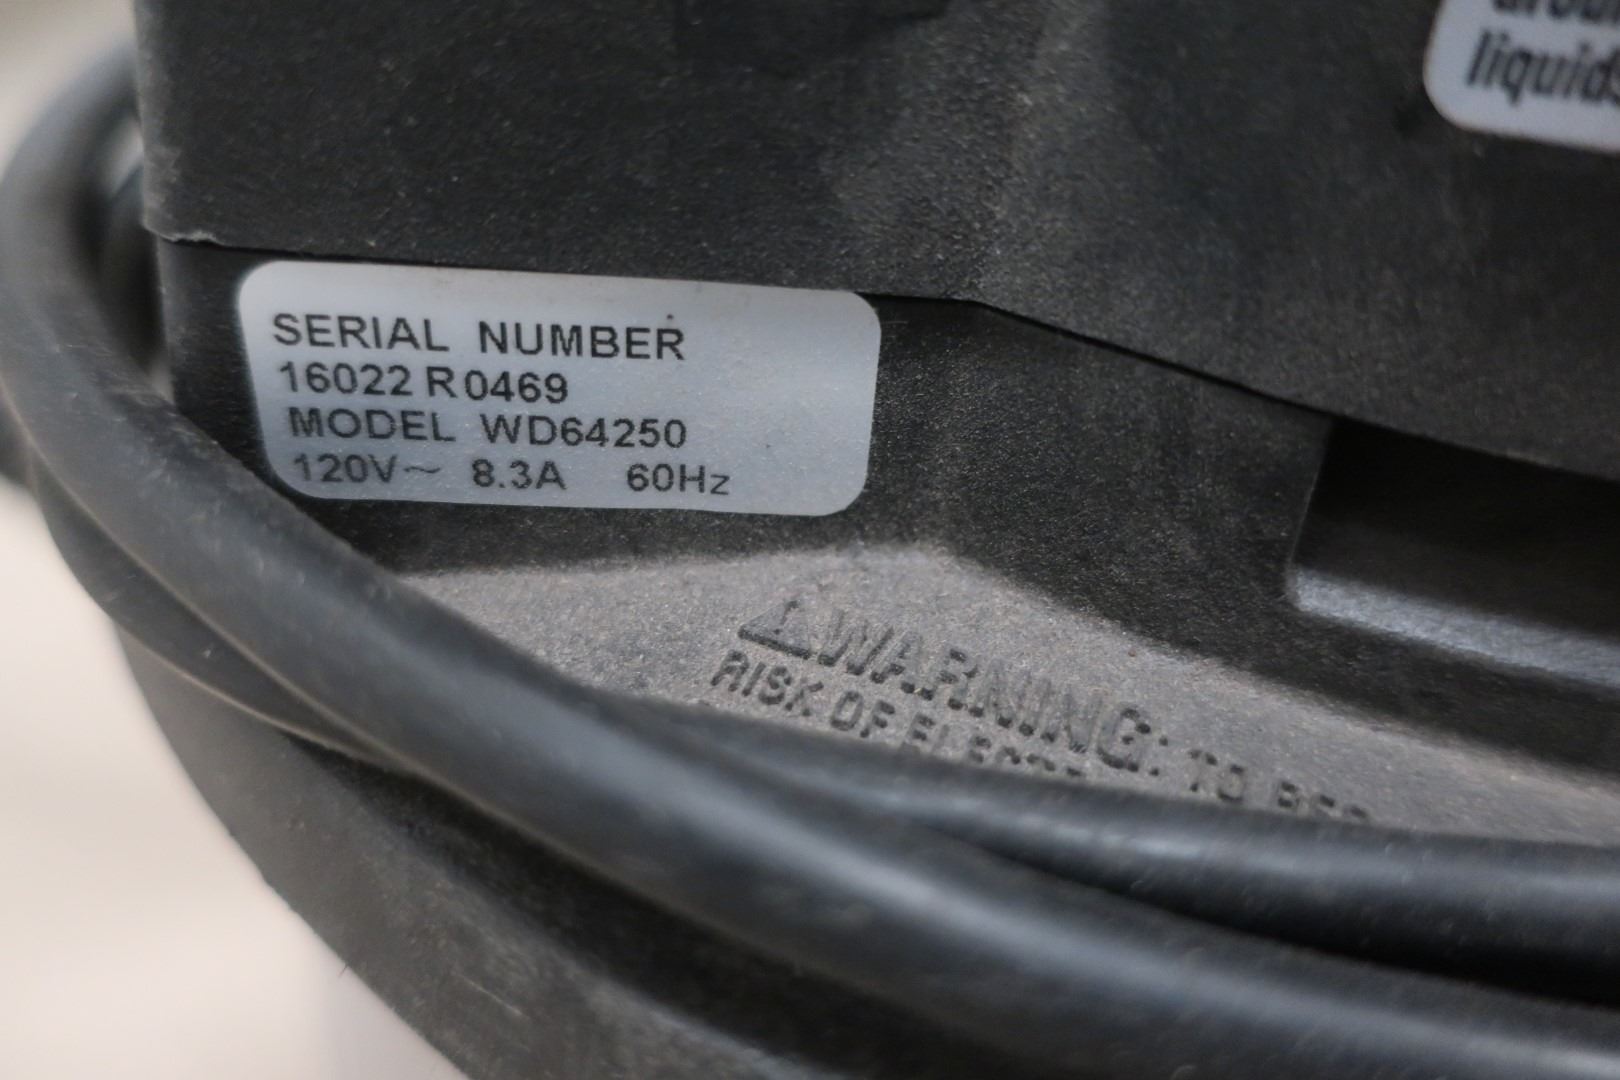 liquids
SERIAL NUMBER
16022 R0469
MODEL WD64250
120V~ 8.3A 60Hz
⚠WARNING: TO
RISK OF